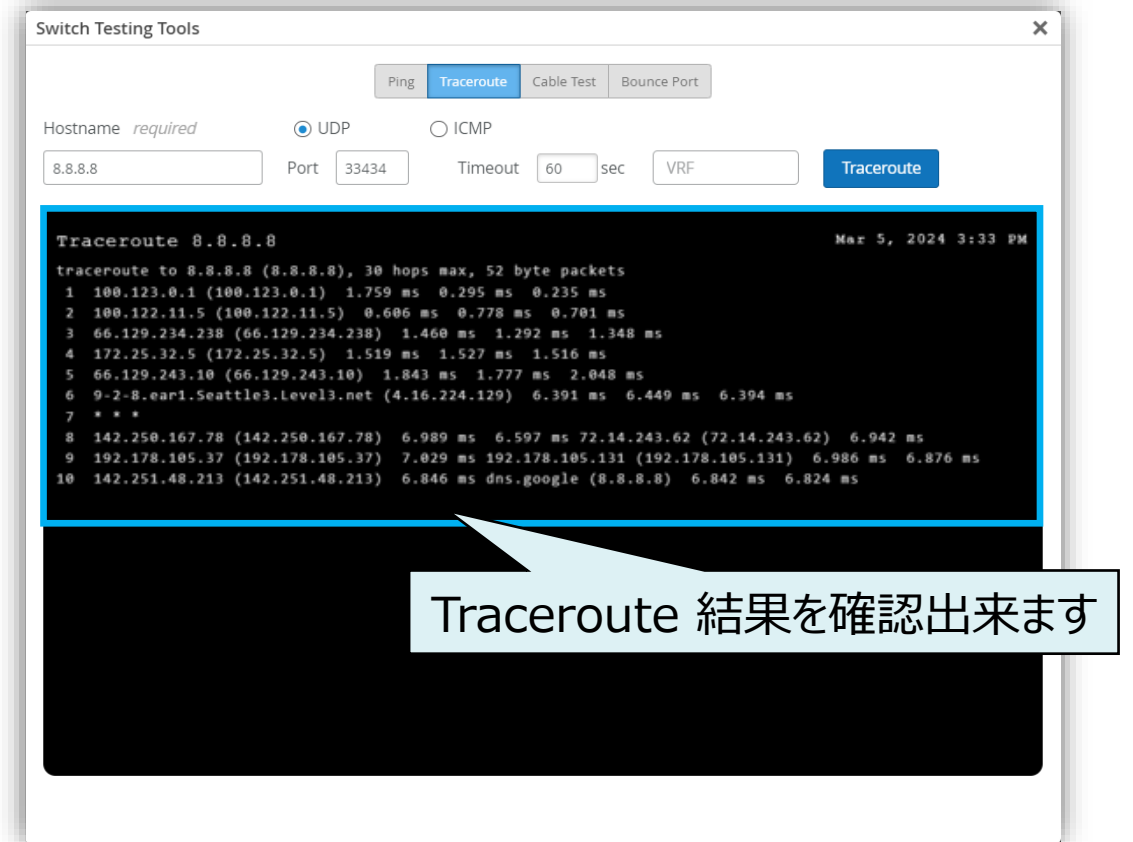 Switch Testing Tools
Ping Traceroute Cable Test Bounce Port
Hostname required UDP ICMP
8.8.8.8 Port 33434 Timeout 60 sec VRF Traceroute
Traceroute 8.8.8.8 Mar 5, 2024 3:33 PM
traceroute to 8.8.8.8 (8.8.8.8), 30 hops max, 52 byte packets
1 100.123.0.1 (100.123.0.1) 1.759 ms 0.295 ms 0.235 ms
2 100.122.11.5 (100.122.11.5) 0.606 ms 0.778 ms 0.701 ms
3 66.129.234.238 (66.129.234.238) 1.460 ms 1.292 ms 1.348 ms
4 172.25.32.5 (172.25.32.5) 1.519 ms 1.527 ms 1.516 ms
5 66.129.243.10 (66.129.243.10) 1.843 ms 1.777 ms 2.048 ms
6 9-2-8.ear1.Seattle3.Level3.net (4.16.224.129) 6.391 ms 6.449 ms 6.394 ms
7 * * *
8 142.250.167.78 (142.250.167.78) 6.989 ms 6.597 ms 72.14.243.62 (72.14.243.62) 6.942 ms
9 192.178.105.37 (192.178.105.37) 7.029 ms 192.178.105.131 (192.178.105.131) 6.986 ms 6.876 ms
10 142.251.48.213 (142.251.48.213) 6.846 ms dns.google (8.8.8.8) 6.842 ms 6.824 ms
Traceroute 結果を確認出来ます